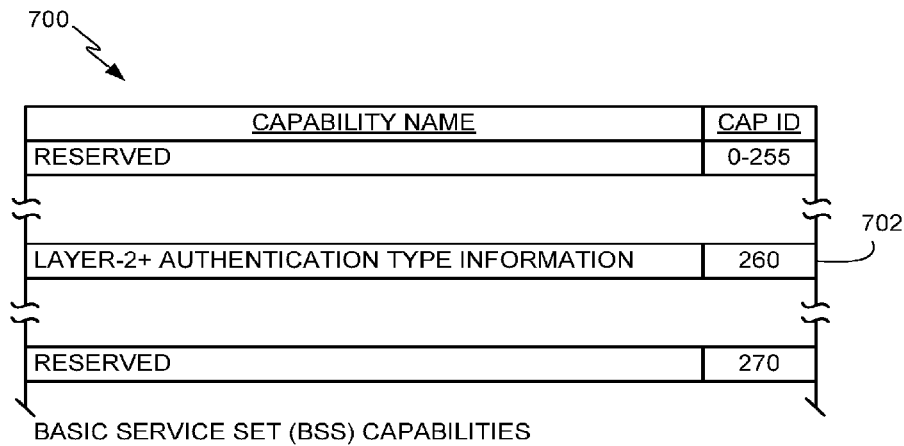 700
CAPABILITY NAME CAP ID
RESERVED 0-255
702
LAYER-2+ AUTHENTICATION TYPE INFORMATION 260
RESERVED 270
BASIC SERVICE SET (BSS) CAPABILITIES